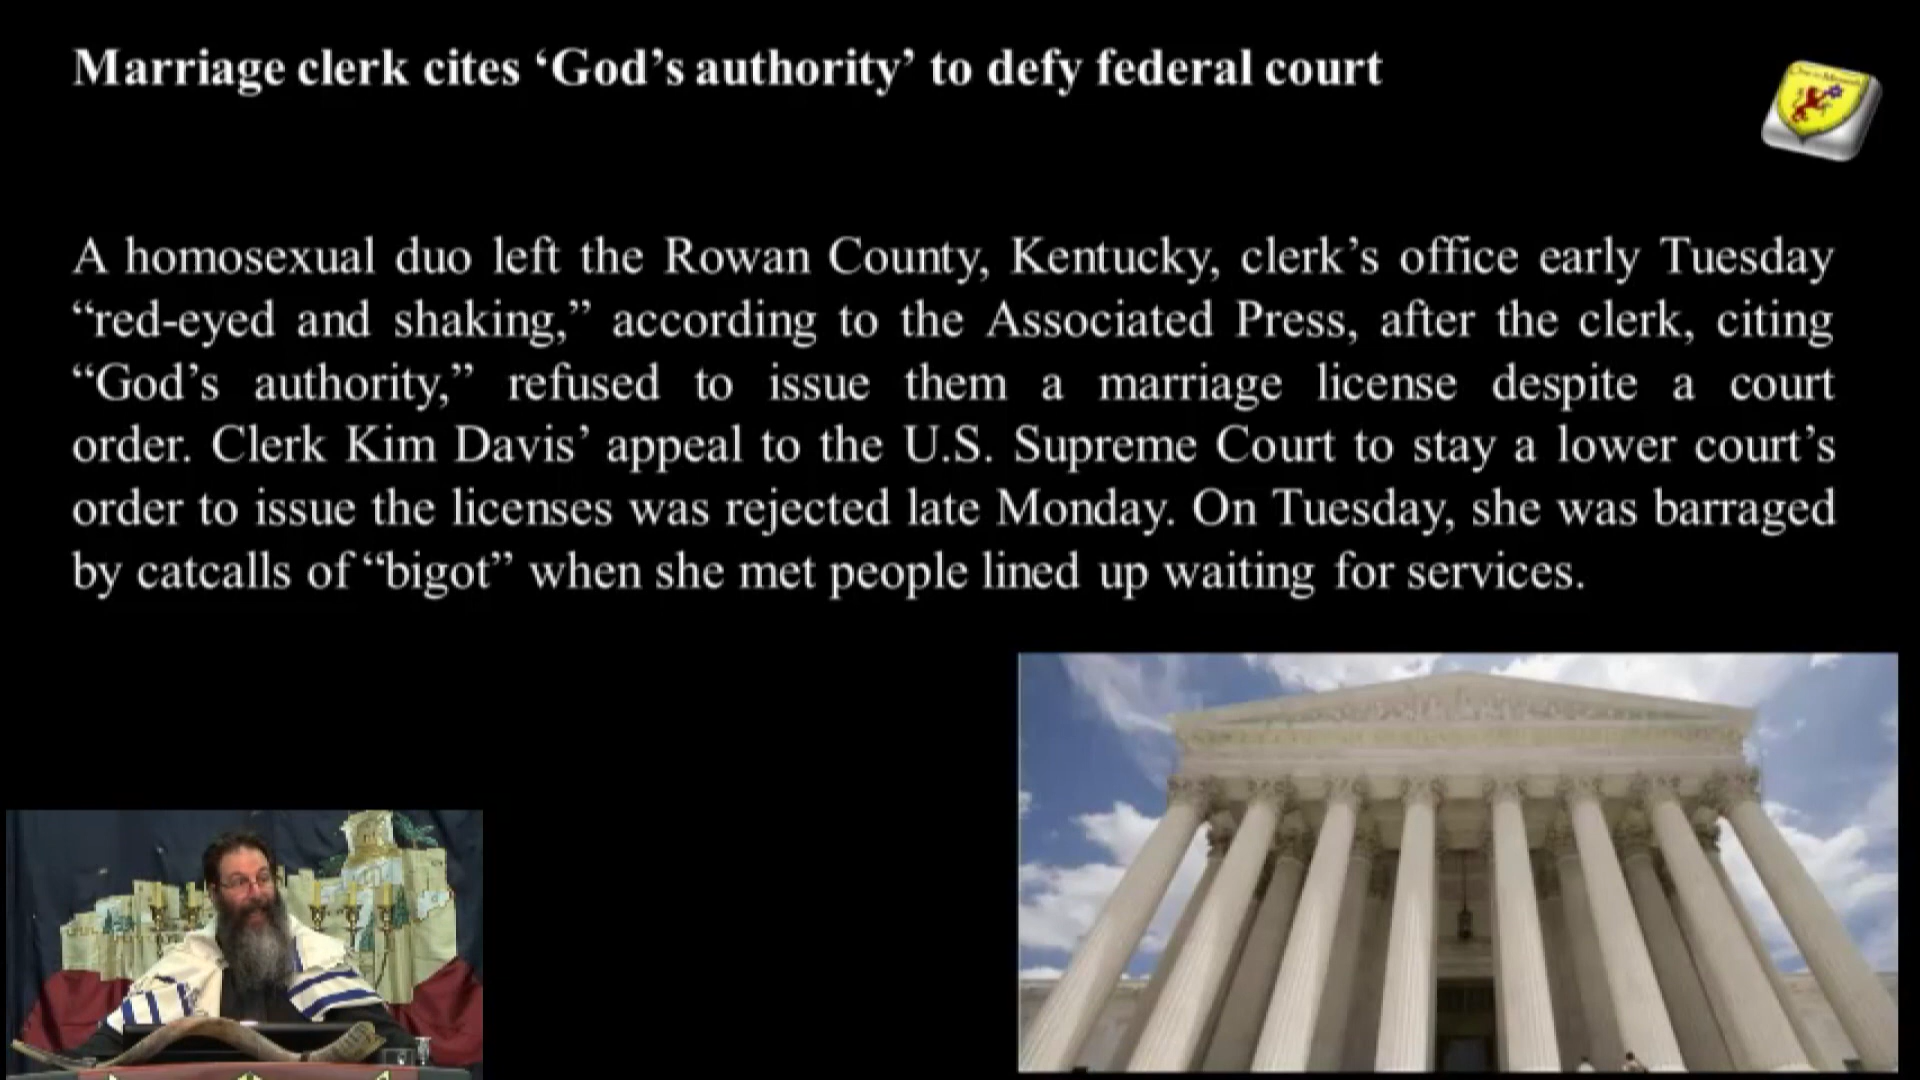 Marriage clerk cites ‘God’s authority’ to defy federal court
A homosexual duo left the Rowan County, Kentucky, clerk’s office early Tuesday
“red-eyed and shaking,” according to the Associated Press, after the clerk, citing
“God’s authority,” refused to issue them a marriage license despite a court
order. Clerk Kim Davis’ appeal to the U.S. Supreme Court to stay a lower court’s
order to issue the licenses was rejected late Monday. On Tuesday, she was barraged
by catcalls of “bigot” when she met people lined up waiting for services.